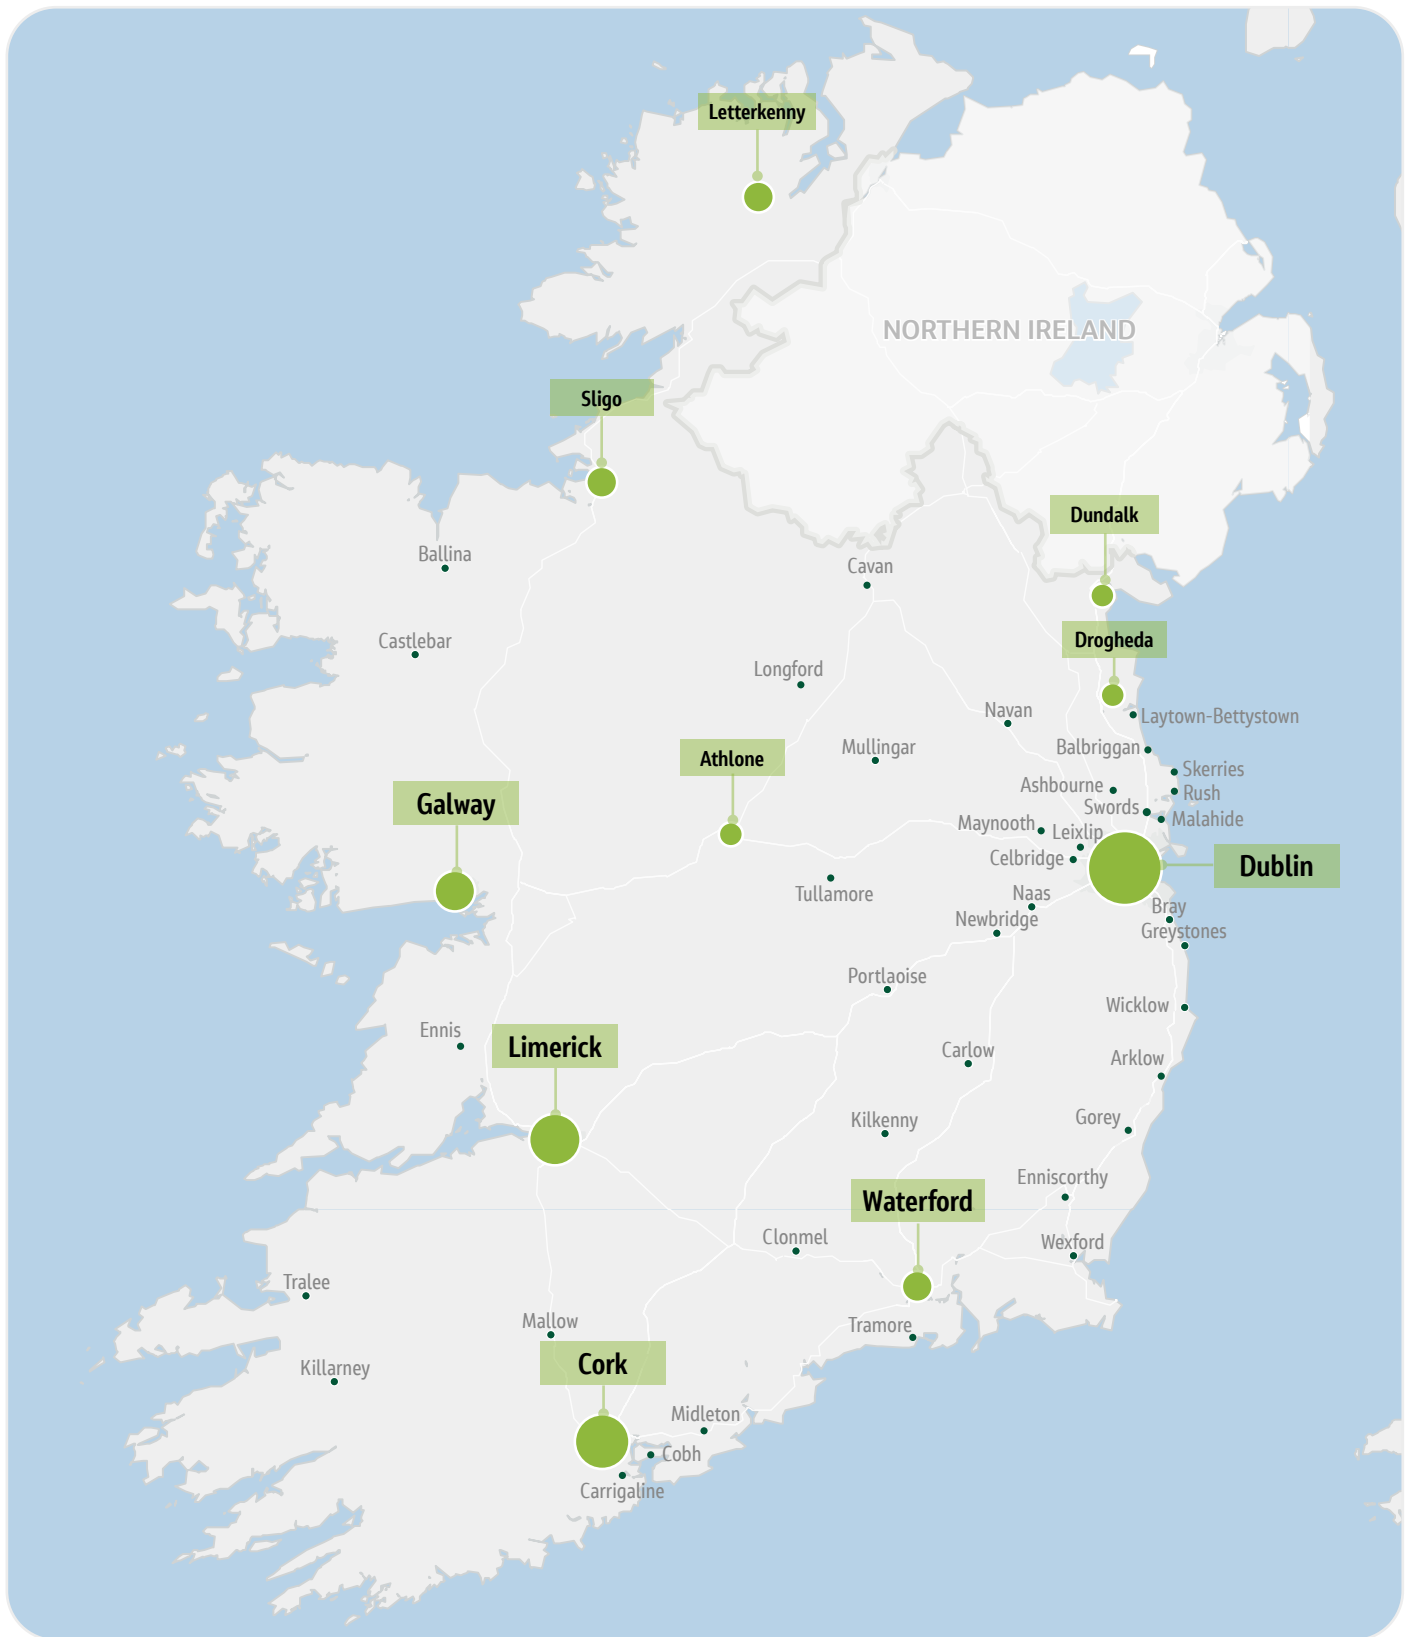 Letterkenny
NORTHERN IRELAND
Sligo
Dundalk
Ballina
Cavan
Castlebar
Drogheda
Longford
Navan
Laytown-Bettystown
Mullingar
Balbriggan
Athlone
Skerries
Ashbourne
Rush
Galway
Swords
Malahide
Maynooth
Leixlip
Celbridge
Dublin
Tullamore
Naas
Bray
Newbridge
Greystones
Portlaoise
Wicklow
Ennis
Limerick
Carlow
Arklow
Kilkenny
Gorey
Enniscorthy
Waterford
Clonmel
Wexford
Tralee
Mallow
Tramore
Cork
Killarney
Midleton
Cobh
Carrigaline